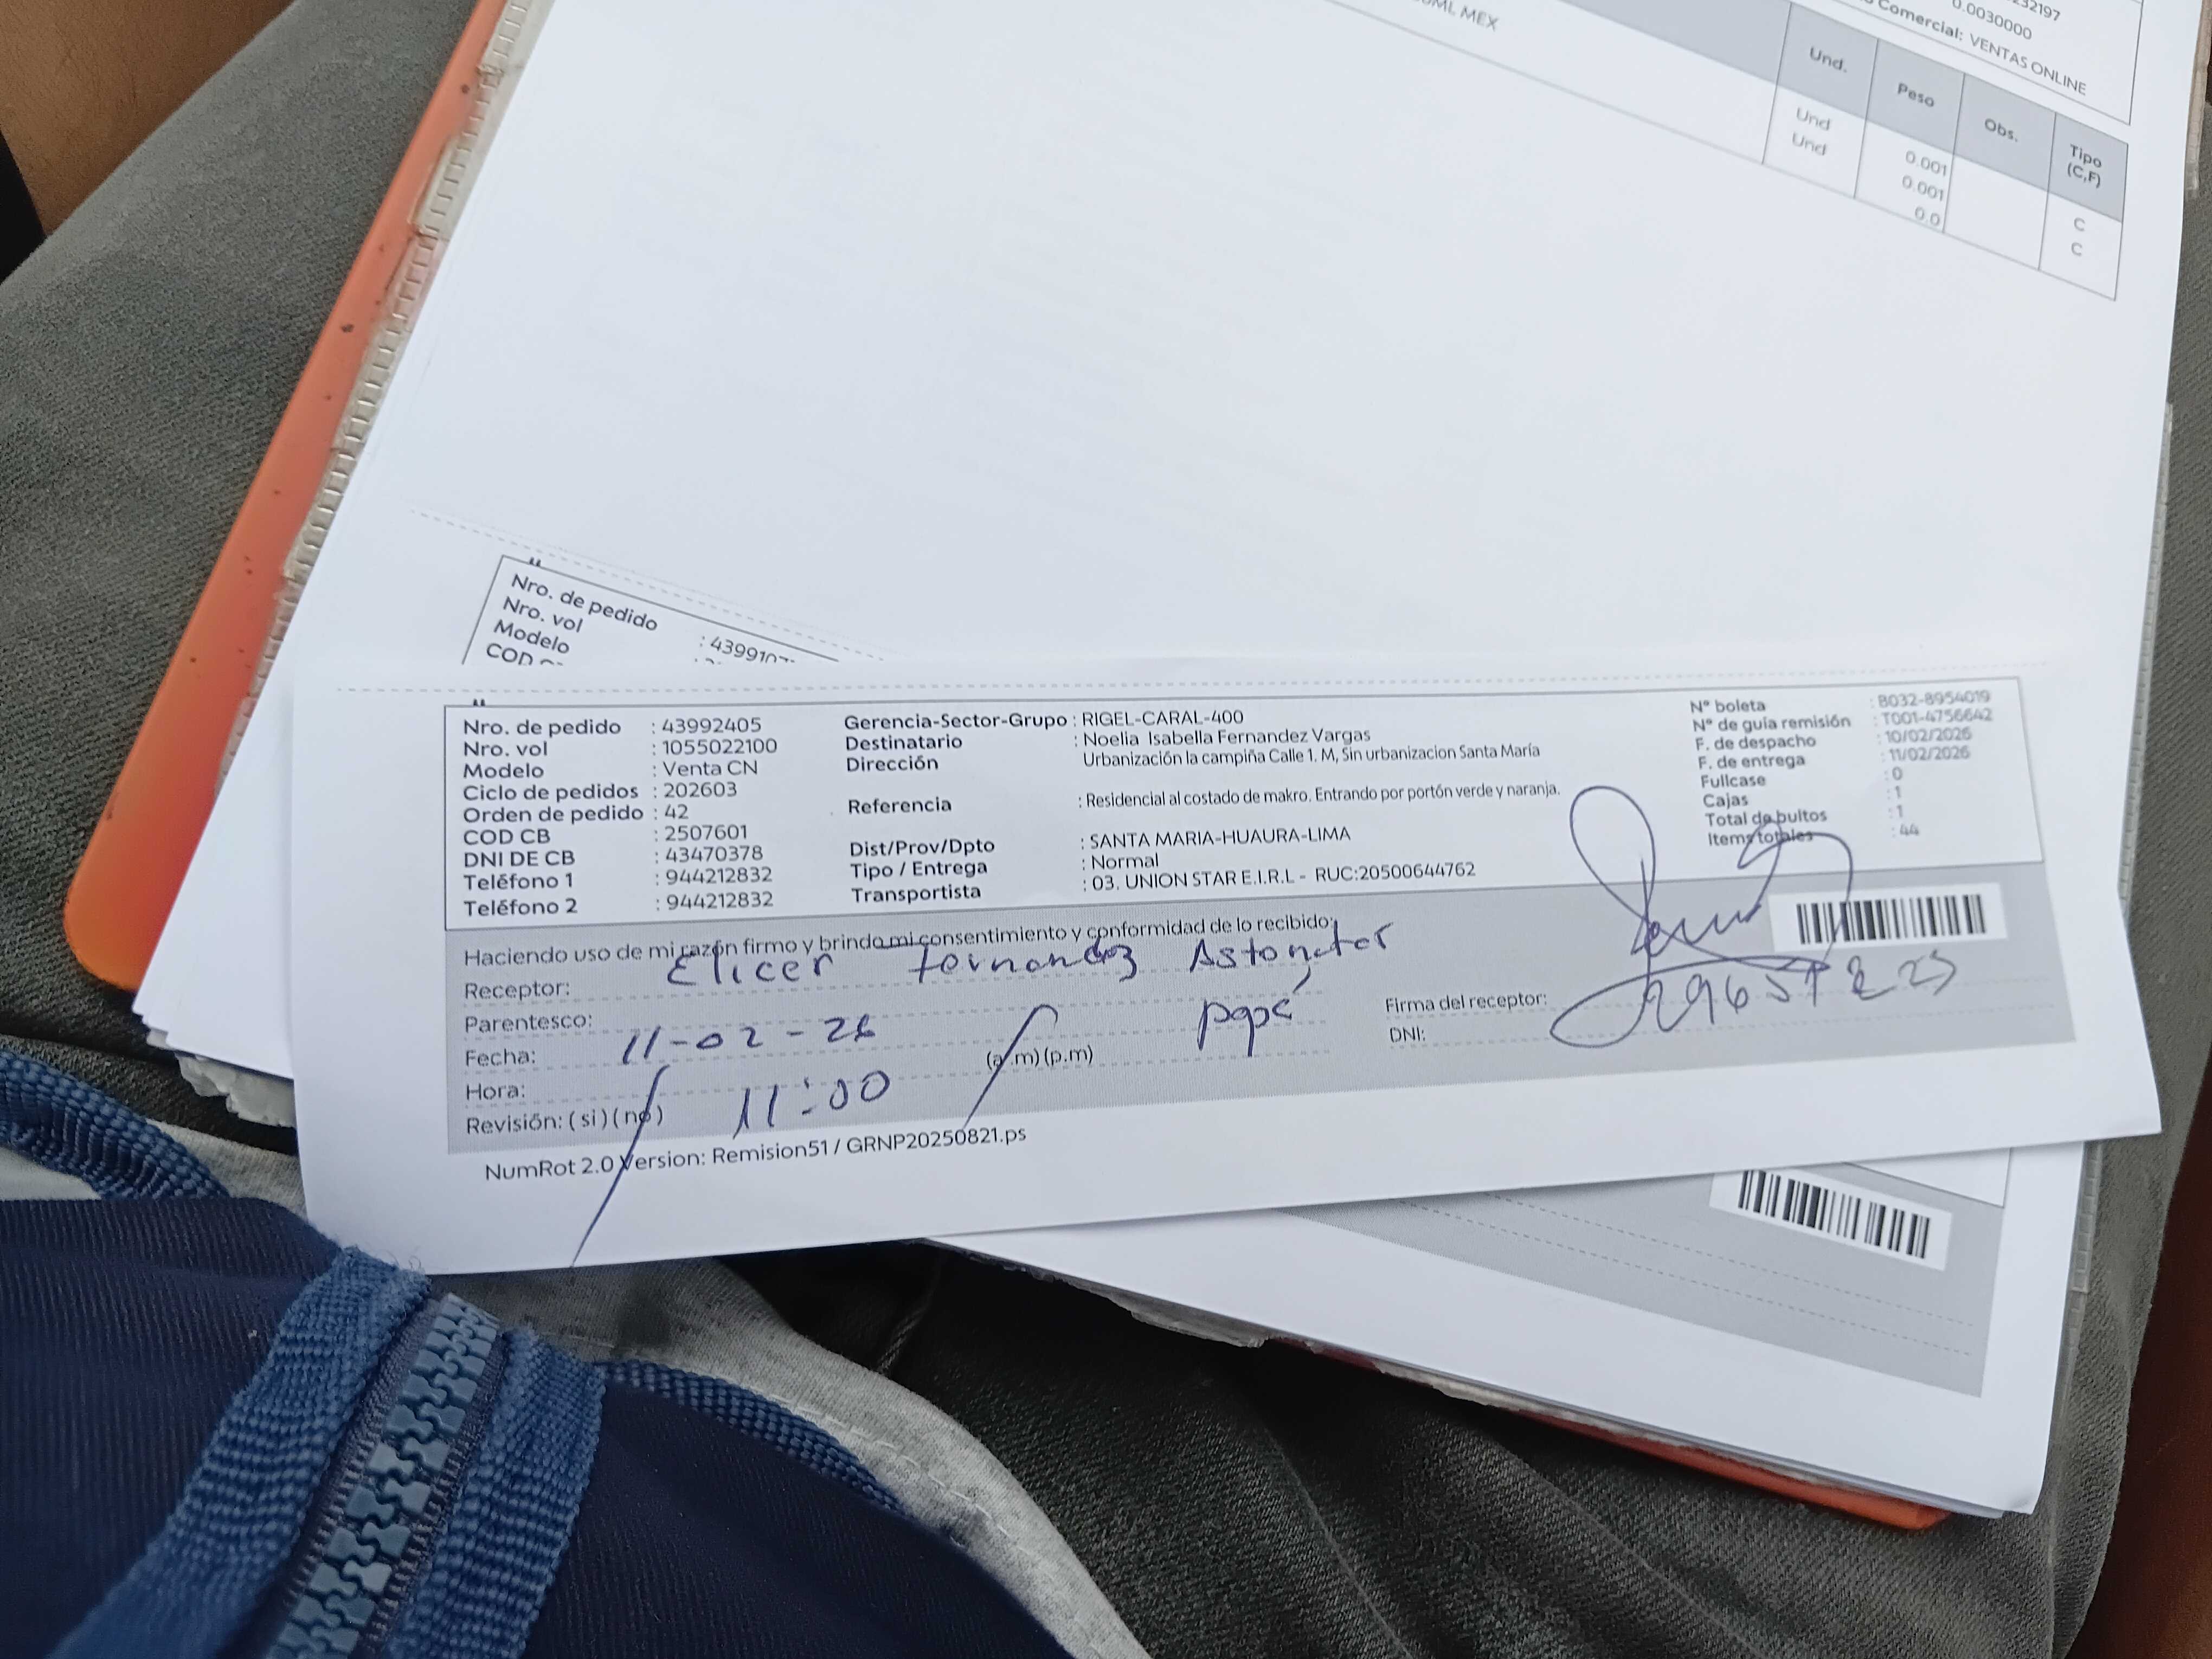 232197
0.0030000
Comercial: VENTAS ONLINE
ML MEX
Und. Peso Obs. Tipo (C,F)
Und 0.001 C
Und 0.001 C
0.0
Nro. de pedido : 439910
Nro. vol
Modelo
COD
Nro. de pedido : 43992405
Nro. vol : 1055022100
Modelo : Venta CN
Ciclo de pedidos : 202603
Orden de pedido : 42
COD CB : 2507601
DNI DE CB : 43470378
Teléfono 1 : 944212832
Teléfono 2 : 944212832
Gerencia-Sector-Grupo : RIGEL-CARAL-400
Destinatario : Noelia Isabella Fernandez Vargas
Dirección Urbanización la campiña Calle 1. M, Sin urbanizacion Santa María
Referencia : Residencial al costado de makro. Entrando por portón verde y naranja.
Dist/Prov/Dpto : SANTA MARIA-HUAURA-LIMA
Tipo / Entrega : Normal
Transportista : 03. UNION STAR E.I.R.L - RUC:20500644762
N° boleta : B032-8954019
N° de guia remisión : T001-4756642
F. de despacho : 10/02/2026
F. de entrega : 11/02/2026
Fullcase : 0
Cajas : 1
Total de bultos : 1
Items totales : 44
Haciendo uso de mi razón firmo y brindo mi consentimiento y conformidad de lo recibido:
Receptor: Elicer Fernandez
Parentesco: papá
Fecha: 11-02-26
Hora: 11:00 (a.m) (p.m)
Revisión: (si) (no)
Firma del receptor:
DNI:
NumRot 2.0 Version: Remision51 / GRNP20250821.ps